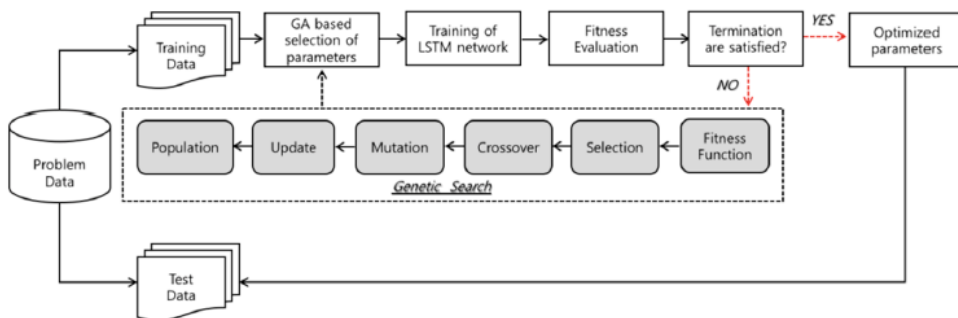 Problem
Data
Training
Data
GA based
selection of
parameters
Training of
LSTM network
Fitness
Evaluation
Termination
are satisfied?
YES
Optimized
parameters
NO
Population
Update
Mutation
Crossover
Selection
Fitness
Function
Genetic Search
Test
Data